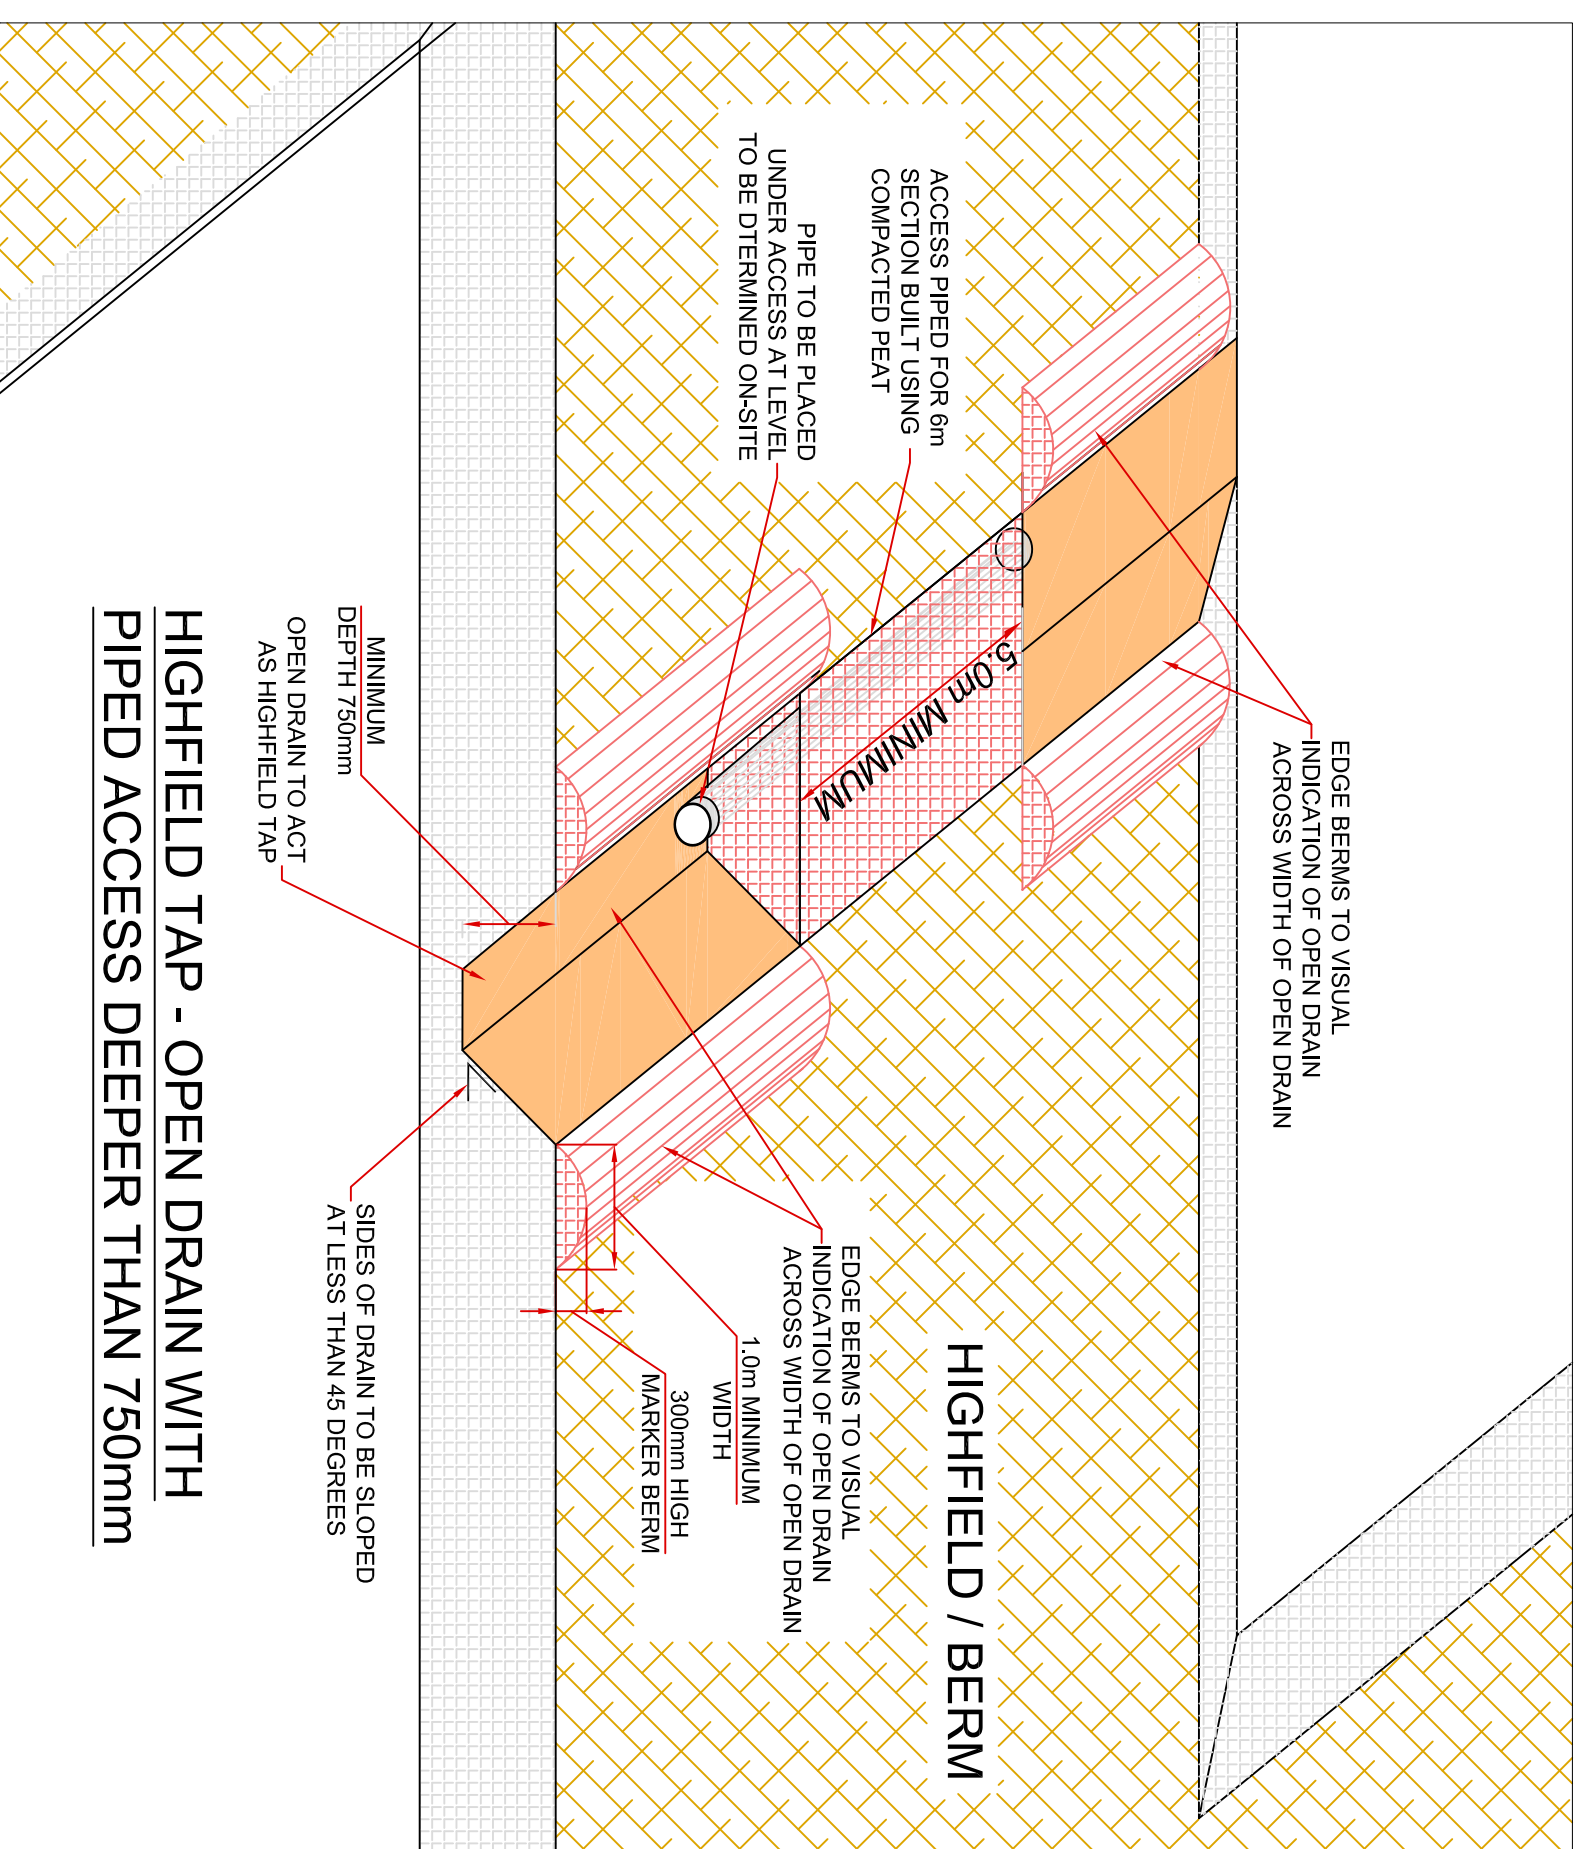 EDGE BERMS TO VISUAL
INDICATION OF OPEN DRAIN
ACROSS WIDTH OF OPEN DRAIN
ACCESS PIPED FOR 6m
SECTION BUILT USING
COMPACTED PEAT
PIPE TO BE PLACED
UNDER ACCESS AT LEVEL
TO BE DTERMINED ON-SITE
5.0m MINIMUM
HIGHFIELD / BERM
EDGE BERMS TO VISUAL
INDICATION OF OPEN DRAIN
ACROSS WIDTH OF OPEN DRAIN
1.0m MINIMUM
WIDTH
300mm HIGH
MARKER BERM
MINIMUM
DEPTH 750mm
OPEN DRAIN TO ACT
AS HIGHFIELD TAP
SIDES OF DRAIN TO BE SLOPED
AT LESS THAN 45 DEGREES
HIGHFIELD TAP - OPEN DRAIN WITH
PIPED ACCESS DEEPER THAN 750mm